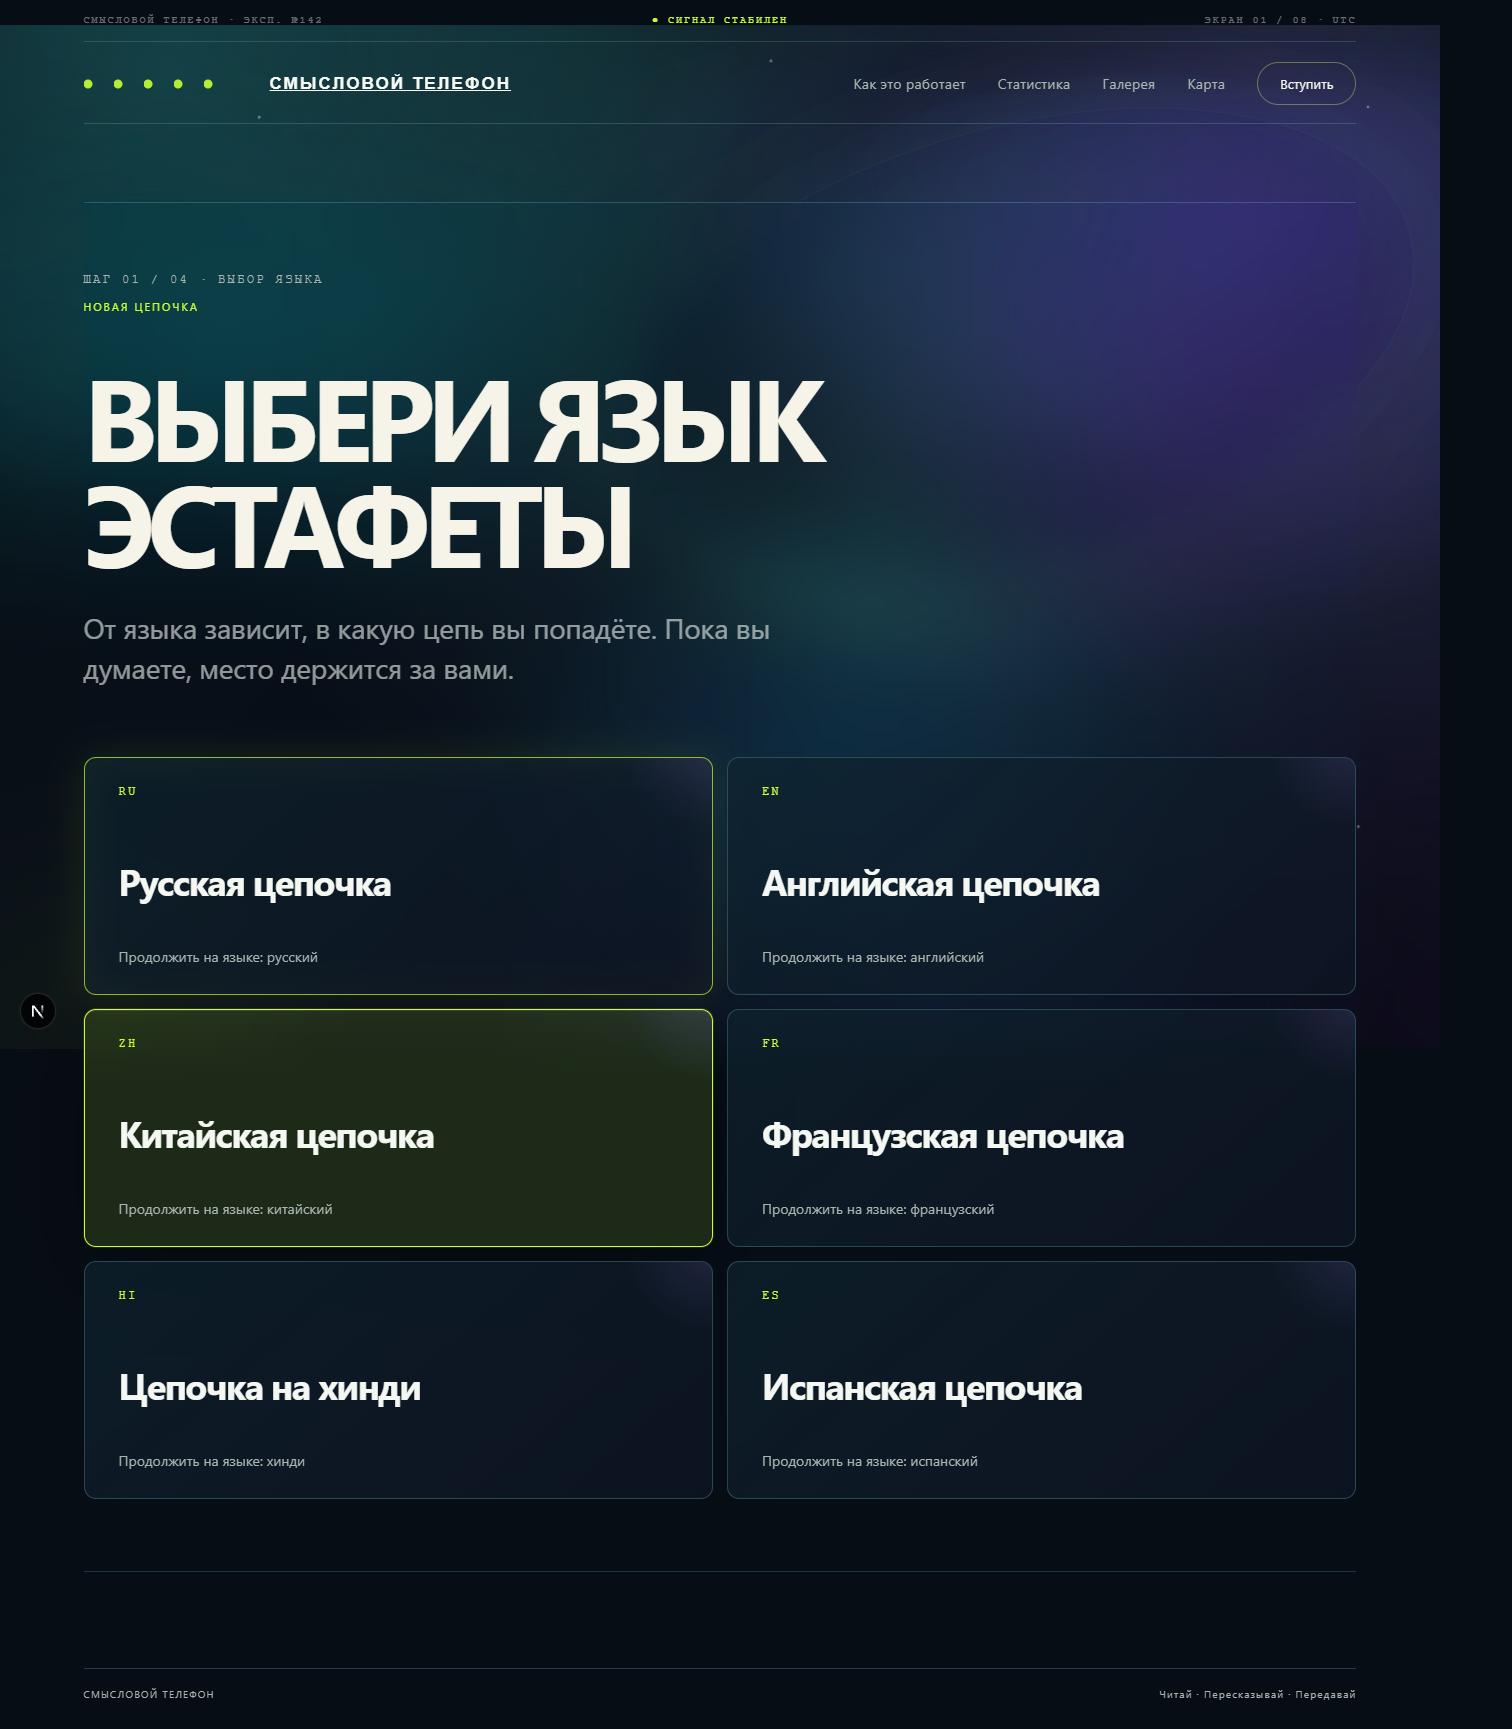 СМЫСЛОВОЙ ТЕЛЕФОН · ЭКСП. №142
● СИГНАЛ СТАБИЛЕН
ЭКРАН 01 / 08 · UTC
СМЫСЛОВОЙ ТЕЛЕФОН
Как это работает
Статистика
Галерея
Карта
Вступить
ШАГ 01 / 04 · ВЫБОР ЯЗЫКА
НОВАЯ ЦЕПОЧКА
ВЫБЕРИ ЯЗЫК
ЭСТАФЕТЫ
От языка зависит, в какую цепь вы попадёте. Пока вы
думаете, место держится за вами.
RU
Русская цепочка
Продолжить на языке: русский
EN
Английская цепочка
Продолжить на языке: английский
ZH
Китайская цепочка
Продолжить на языке: китайский
FR
Французская цепочка
Продолжить на языке: французский
HI
Цепочка на хинди
Продолжить на языке: хинди
ES
Испанская цепочка
Продолжить на языке: испанский
N
СМЫСЛОВОЙ ТЕЛЕФОН
Читай · Пересказывай · Передавай